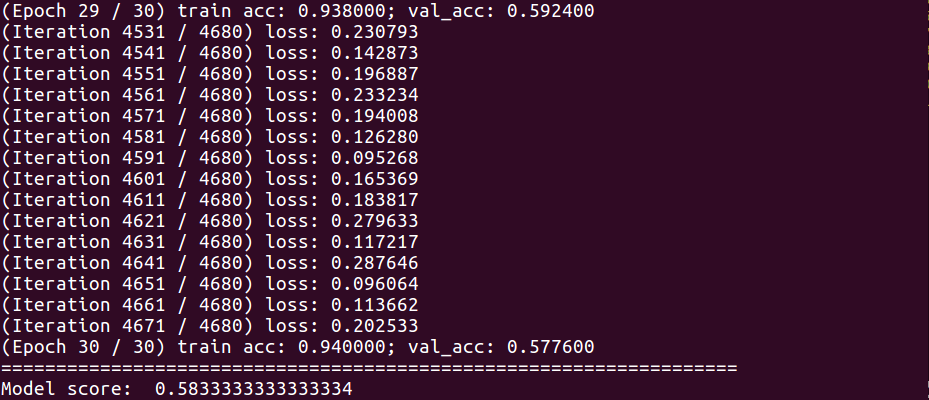 (Epoch 29 / 30) train acc: 0.938000; val_acc: 0.592400
(Iteration 4531 / 4680) loss: 0.230793
(Iteration 4541 / 4680) loss: 0.142873
(Iteration 4551 / 4680) loss: 0.196887
(Iteration 4561 / 4680) loss: 0.233234
(Iteration 4571 / 4680) loss: 0.194008
(Iteration 4581 / 4680) loss: 0.126280
(Iteration 4591 / 4680) loss: 0.095268
(Iteration 4601 / 4680) loss: 0.165369
(Iteration 4611 / 4680) loss: 0.183817
(Iteration 4621 / 4680) loss: 0.279633
(Iteration 4631 / 4680) loss: 0.117217
(Iteration 4641 / 4680) loss: 0.287646
(Iteration 4651 / 4680) loss: 0.096064
(Iteration 4661 / 4680) loss: 0.113662
(Iteration 4671 / 4680) loss: 0.202533
(Epoch 30 / 30) train acc: 0.940000; val_acc: 0.577600
===================================================================
Model score:  0.5833333333333334